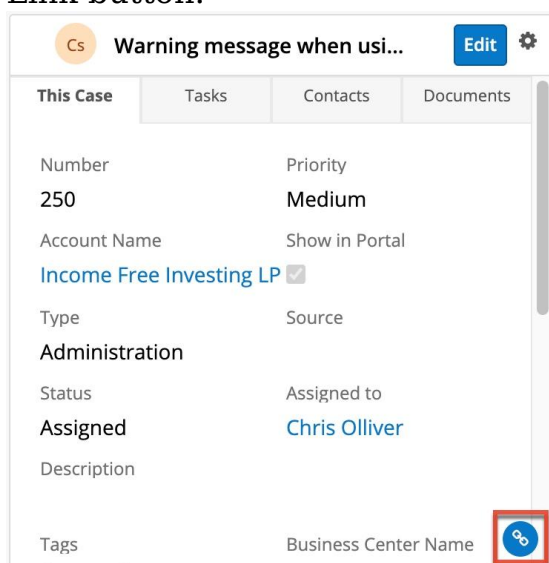 Link button.
Cs Warning message when usi... Edit
This Case Tasks Contacts Documents
Number Priority
250 Medium
Account Name Show in Portal
Income Free Investing LP
Type Source
Administration
Status Assigned to
Assigned Chris Olliver
Description
Tags Business Center Name